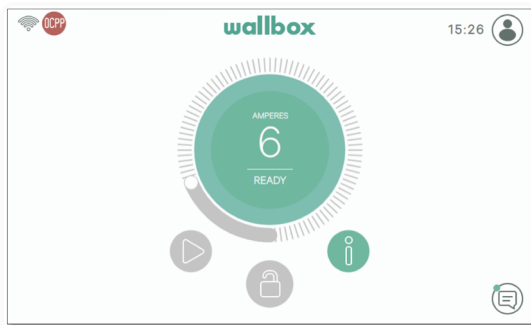 OCPP
wallbox
15:26
AMPERES
6
READY
i